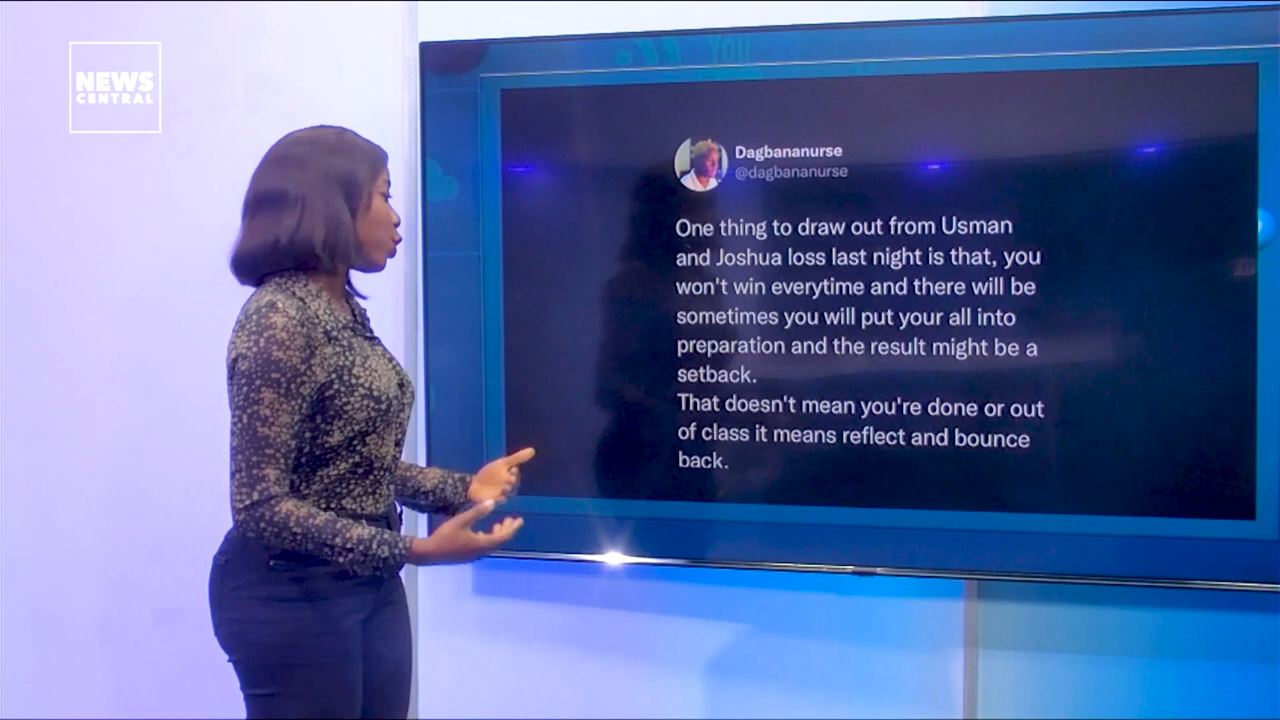 NEWS
CENTRAL
You
Dagbananurse
@dagbananurse
One thing to draw out from Usman
and Joshua loss last night is that, you
won't win everytime and there will be
sometimes you will put your all into
preparation and the result might be a
setback.
That doesn't mean you're done or out
of class it means reflect and bounce
back.